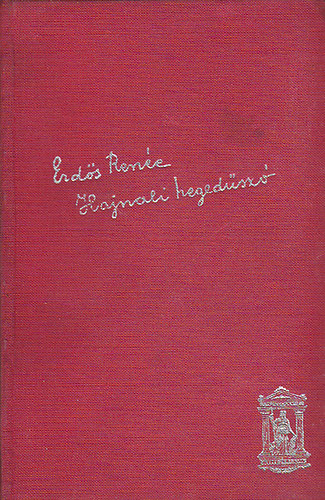 Erdős Renée
Hajnali hegedűszó